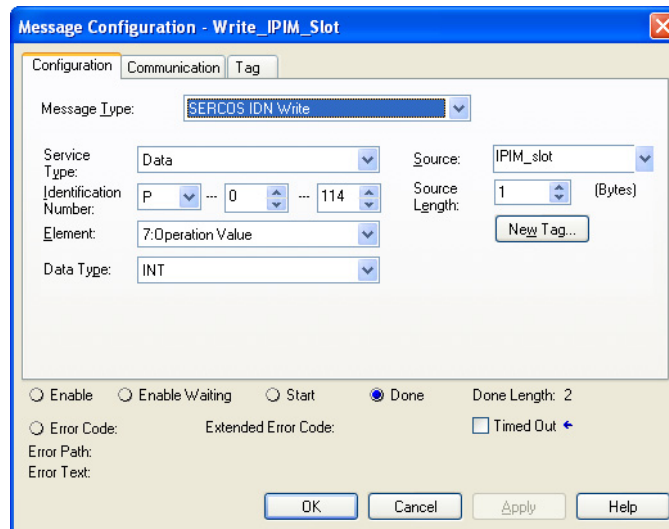 Message Configuration - Write_IPIM_Slot
Configuration Communication Tag
Message Type: SERCOS IDN Write
Service Type: Data Source: IPIM_slot
Identification Number: P --- 0 --- 114 Source Length: 1 (Bytes)
Element: 7:Operation Value New Tag...
Data Type: INT
Enable Enable Waiting Start Done Done Length: 2
Error Code: Extended Error Code: Timed Out
Error Path:
Error Text:
OK Cancel Apply Help